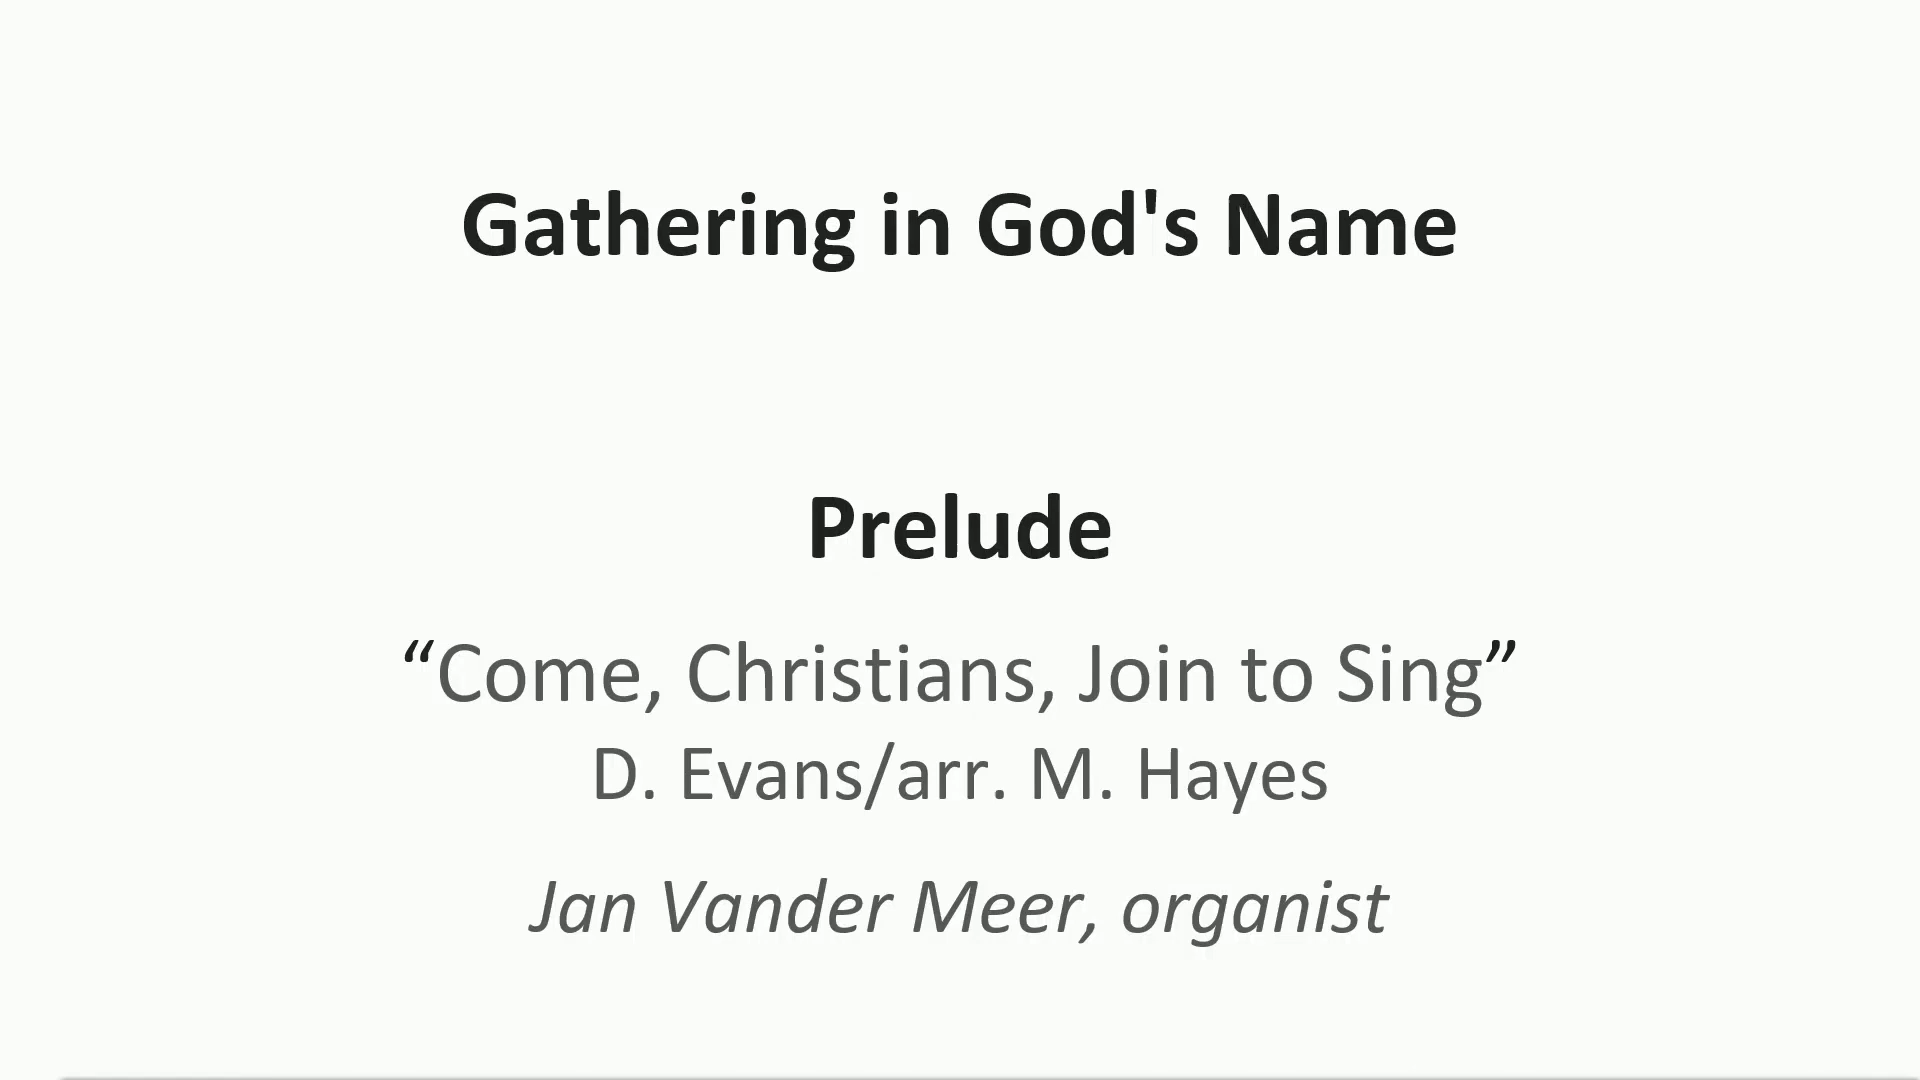 Gathering in God's Name
Prelude
“Come, Christians, Join to Sing”
D. Evans/arr. M. Hayes
Jan Vander Meer, organist